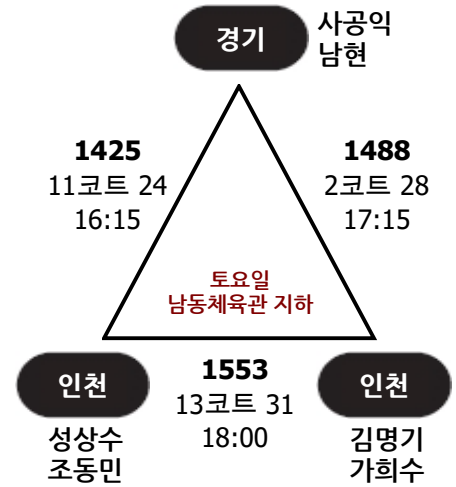 경기
사공익
남현
1425
11코트 24
16:15
1488
2코트 28
17:15
토요일
남동체육관 지하
인천
성상수
조동민
1553
13코트 31
18:00
인천
김명기
가희수